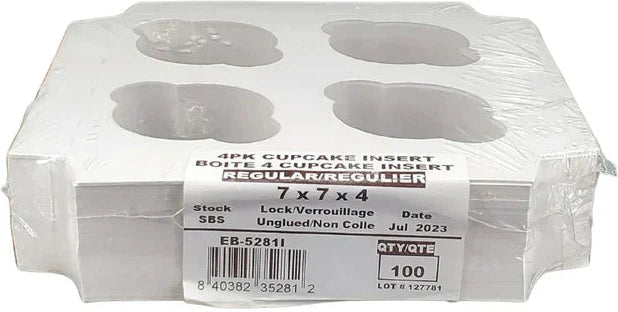 4PK CUPCAKE INSERT
BOITE 4 CUPCAKE INSERT
REGULAR/REGULIER
7 x 7 x 4
Stock Lock/Verrouillage Date
SBS Unglued/Non Colle Jul 2023
EB-5281I
QTY/QTE
100
8 40382 35281 2
LOT # 127781